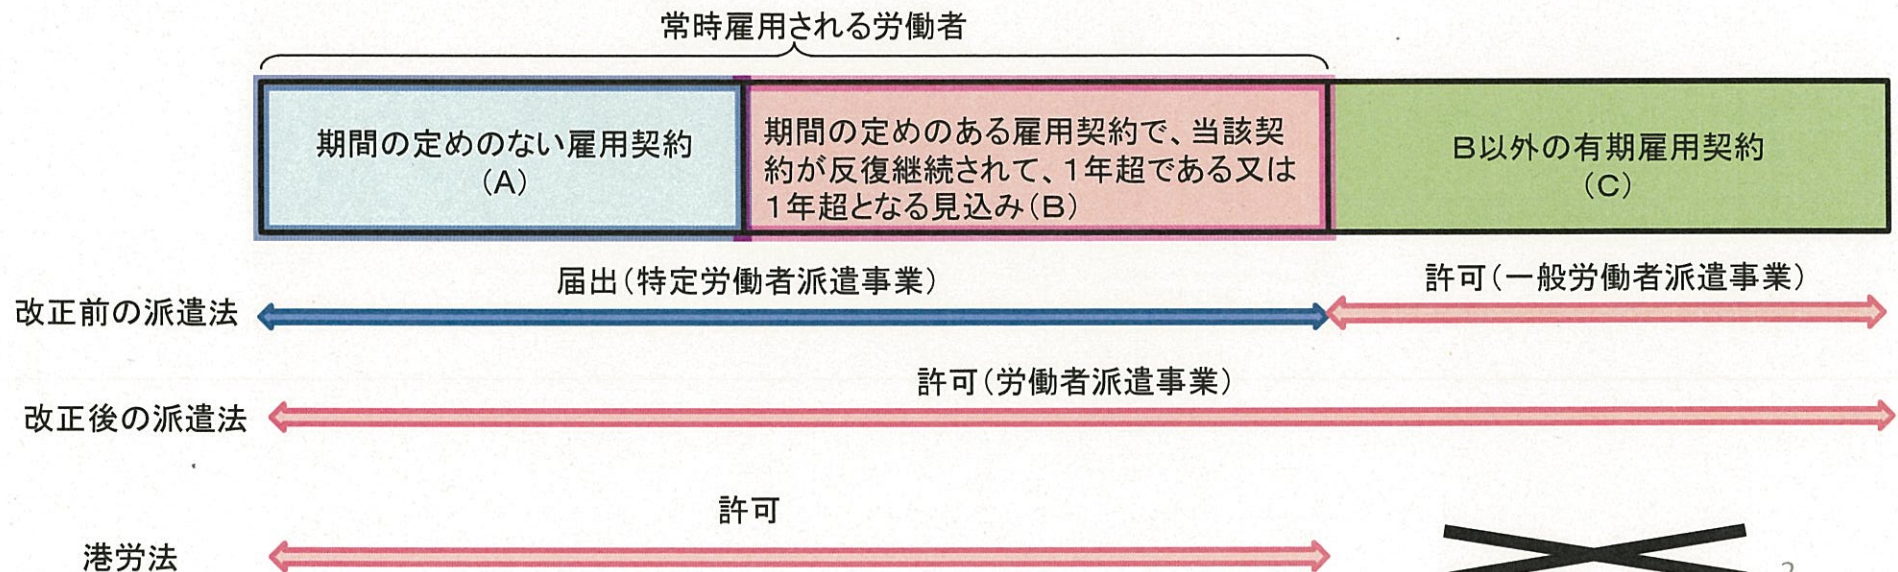 常時雇用される労働者
期間の定めのない雇用契約
（A）
期間の定めのある雇用契約で、当該契
約が反復継続されて、1年超である又は
1年超となる見込み（B）
B以外の有期雇用契約
（C）
届出（特定労働者派遣事業）
許可（一般労働者派遣事業）
改正前の派遣法
許可（労働者派遣事業）
改正後の派遣法
許可
港労法